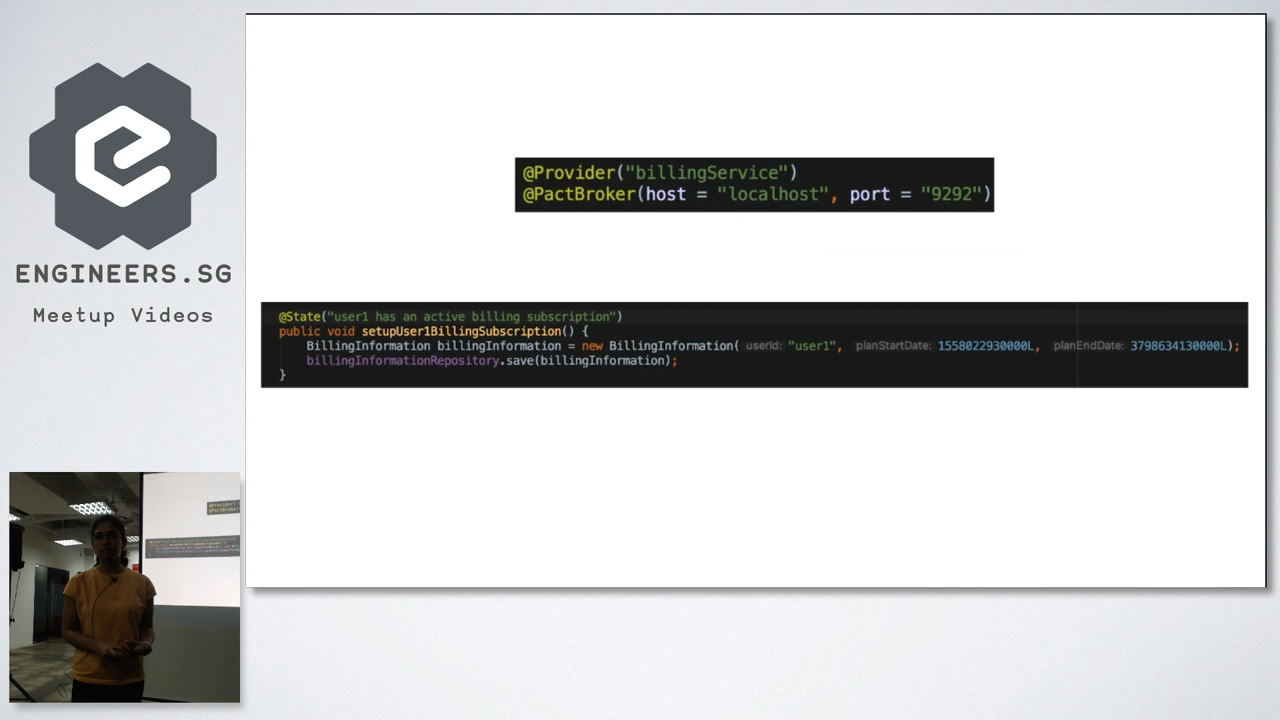 ENGINEERS.SG
Meetup Videos
@Provider("billingService")
@PactBroker(host = "localhost", port = "9292")
@State("user1 has an active billing subscription")
public void setupUser1BillingSubscription() {
BillingInformation billingInformation = new BillingInformation( userId: "user1", planStartDate: 1558022930000L, planEndDate: 3798634130000L);
billingInformationRepository.save(billingInformation);
}